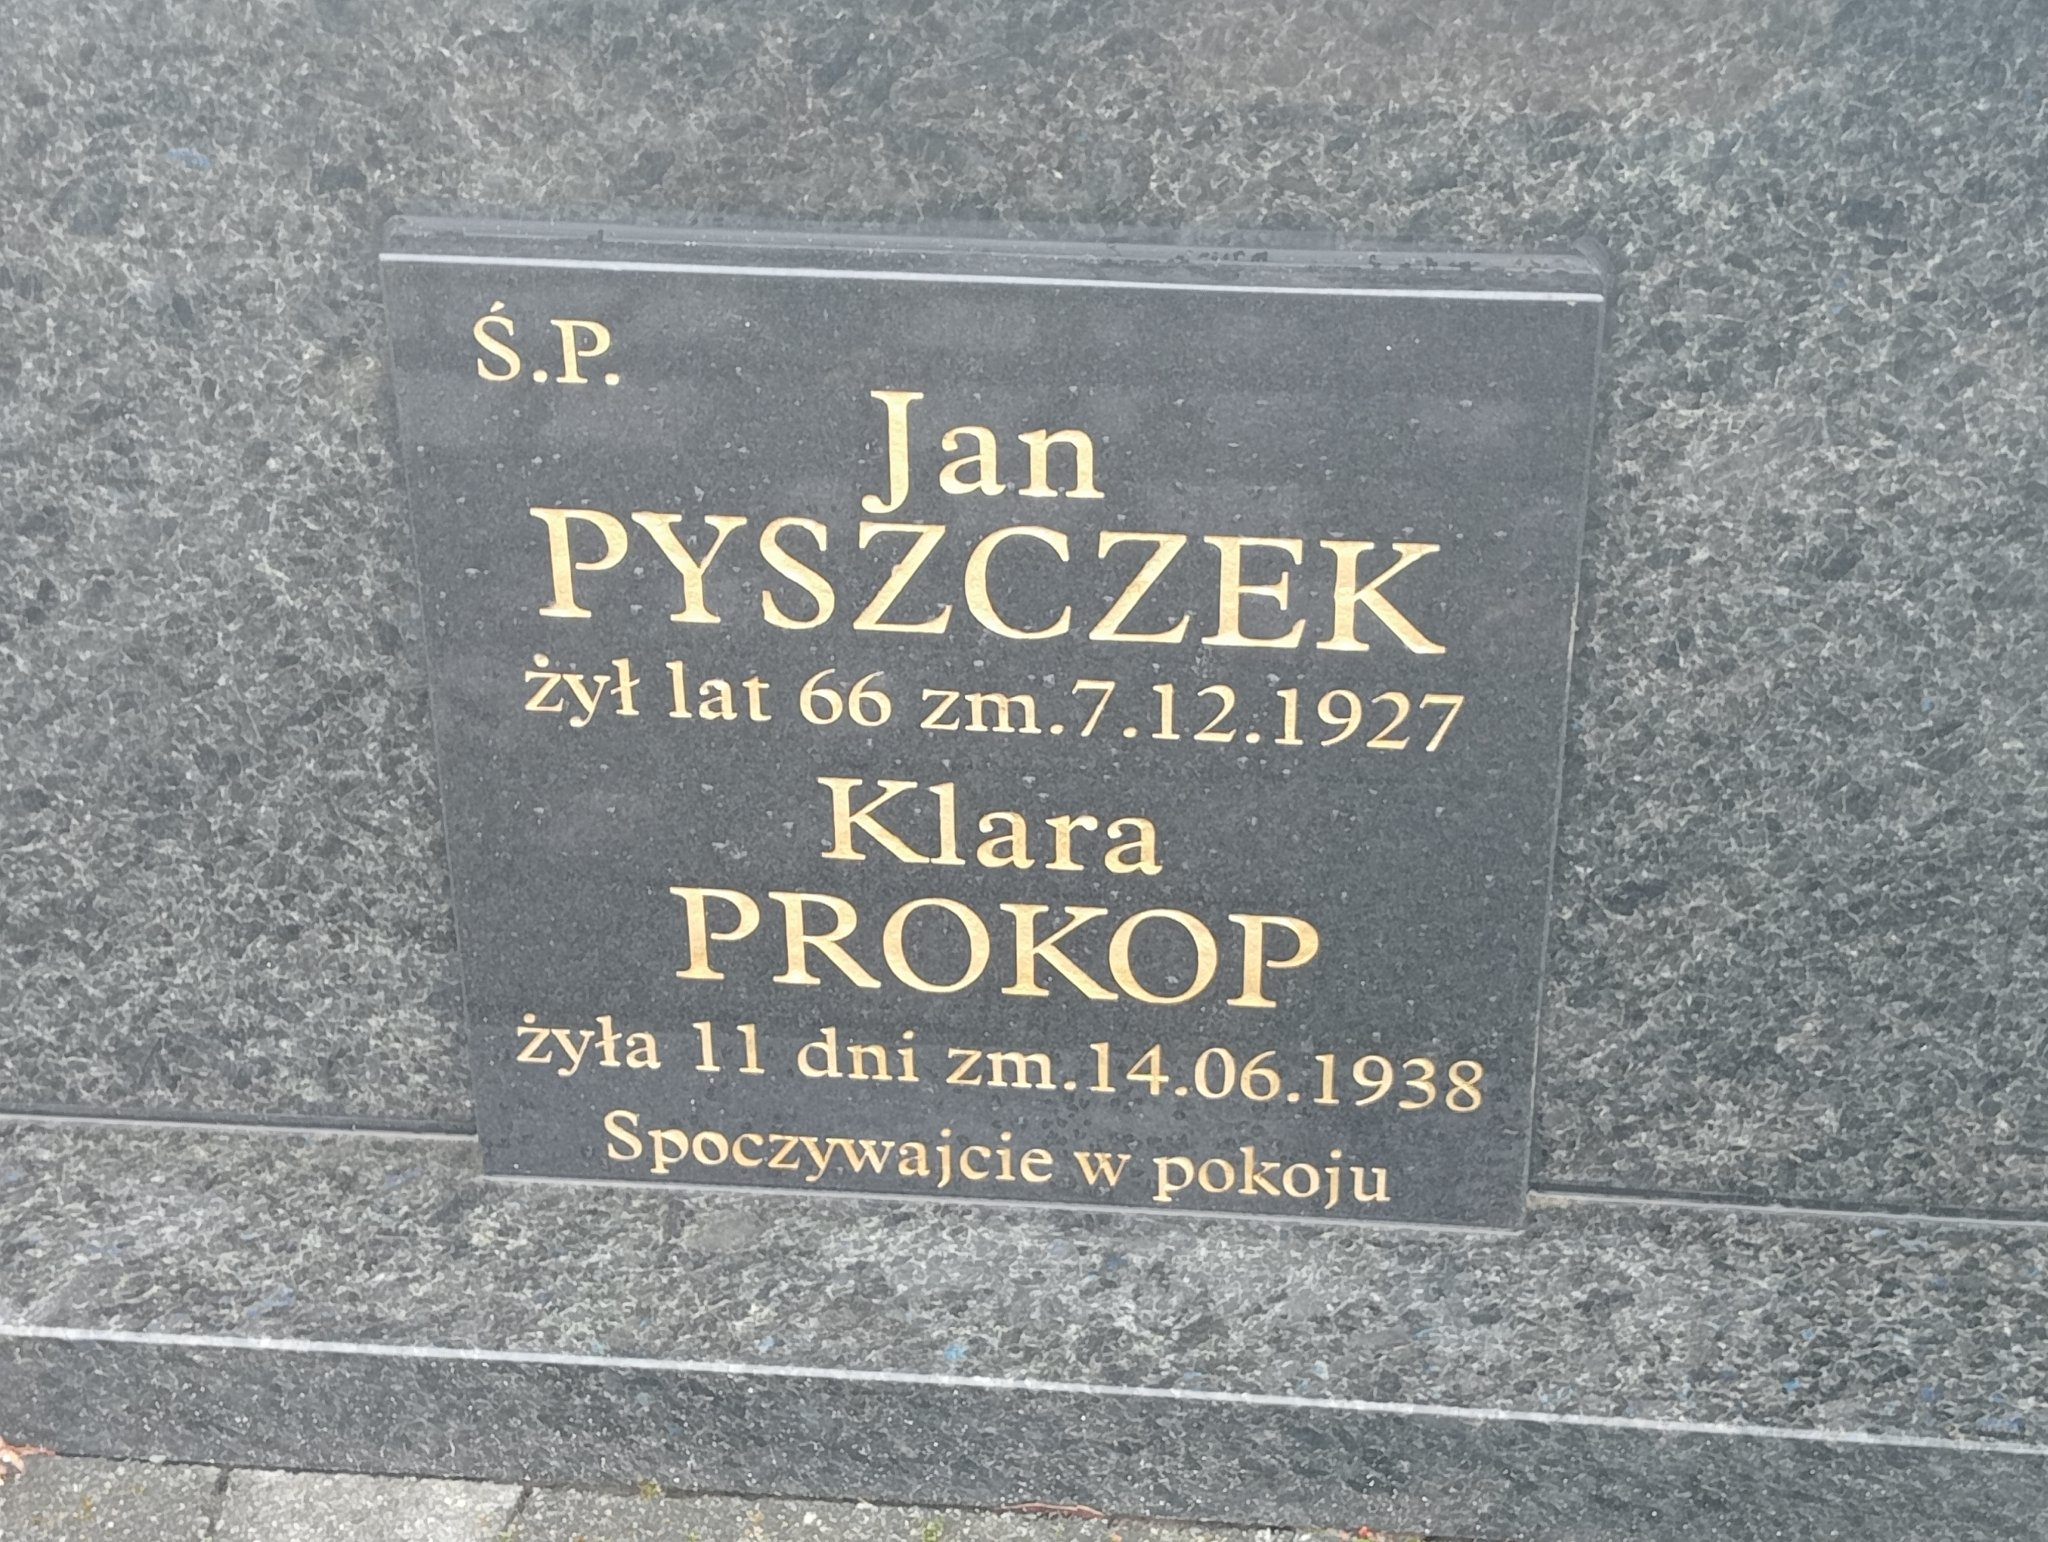 Ś.P.
Jan
PYSZCZEK
żył lat 66 zm.7.12.1927
Klara
PROKOP
żyła 11 dni zm.14.06.1938
Spoczywajcie w pokoju